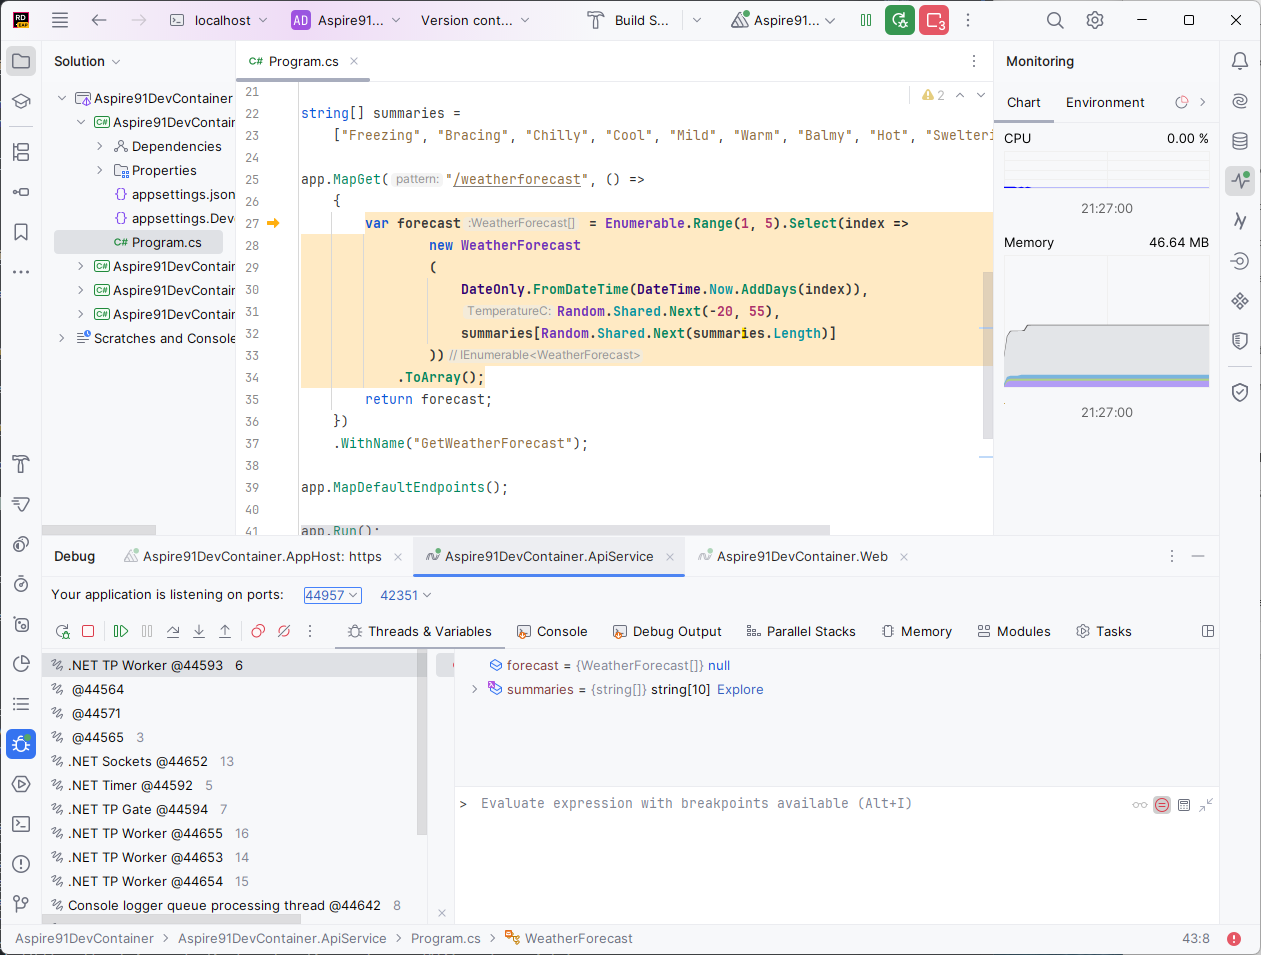 RD
EAP
localhost
AD
Aspire91...
Version cont...
Build S...
Aspire91...
3
Solution
C# Program.cs
Monitoring
Aspire91DevContainer
C# Aspire91DevContain
Dependencies
Properties
{} appsettings.json
{} appsettings.Dev
C# Program.cs
C# Aspire91DevContain
C# Aspire91DevContain
C# Aspire91DevContain
Scratches and Console
2
21
22 string[] summaries =
23 ["Freezing", "Bracing", "Chilly", "Cool", "Mild", "Warm", "Balmy", "Hot", "Swelteri
24
25 app.MapGet( pattern: "/weatherforecast", () =>
26 {
27 var forecast :WeatherForecast[] = Enumerable.Range(1, 5).Select(index =>
28 new WeatherForecast
29 (
30 DateOnly.FromDateTime(DateTime.Now.AddDays(index)),
31 TemperatureC: Random.Shared.Next(-20, 55),
32 summaries[Random.Shared.Next(summaries.Length)]
33 )) // IEnumerable<WeatherForecast>
34 .ToArray();
35 return forecast;
36 })
37 .WithName("GetWeatherForecast");
38
39 app.MapDefaultEndpoints();
40
41 app.Run();
Chart
Environment
CPU
0.00 %
21:27:00
Memory
46.64 MB
21:27:00
Debug
Aspire91DevContainer.AppHost: https
Aspire91DevContainer.ApiService
Aspire91DevContainer.Web
Your application is listening on ports:
44957
42351
Threads & Variables
Console
Debug Output
Parallel Stacks
Memory
Modules
Tasks
.NET TP Worker @44593 6
@44564
@44571
@44565 3
.NET Sockets @44652 13
.NET Timer @44592 5
.NET TP Gate @44594 7
.NET TP Worker @44655 16
.NET TP Worker @44653 14
.NET TP Worker @44654 15
Console logger queue processing thread @44642 8
forecast = {WeatherForecast[]} null
summaries = {string[]} string[10] Explore
> Evaluate expression with breakpoints available (Alt+I)
Aspire91DevContainer > Aspire91DevContainer.ApiService > Program.cs > WeatherForecast
43:8